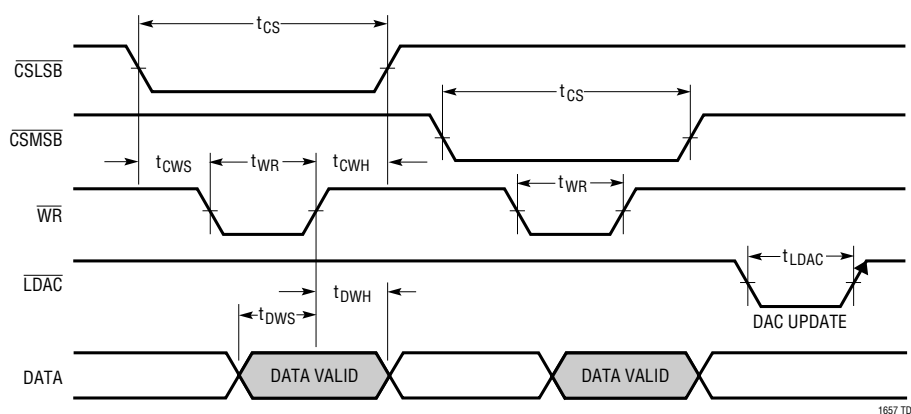 tCS
CSLSB
tCS
CSMSB
tCWS tWR tCWH
tWR
WR
tLDAC
LDAC
tDWH
tDWS
DAC UPDATE
DATA DATA VALID DATA VALID
1657 TD